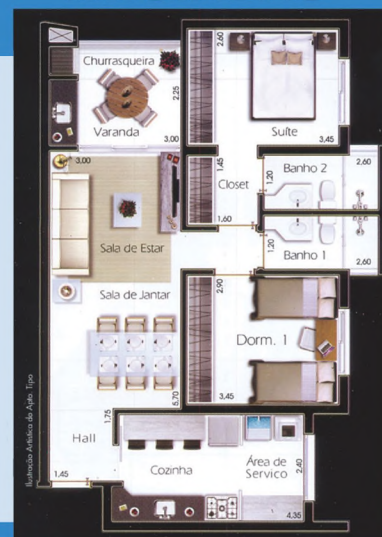 Churrasqueira
2,25
Varanda
3,00
2,60
Suíte
3,45
3,00
Sala de Estar
Sala de Jantar
6,70
1,45
Closet
1,60
Banho 2
1,20
2,60
Banho 1
1,20
2,60
2,90
Dorm. 1
3,45
Hall
1,45
1,75
Cozinha
Área de
Serviço
2,40
4,35
Ilustração Artística do Apto. Tipo